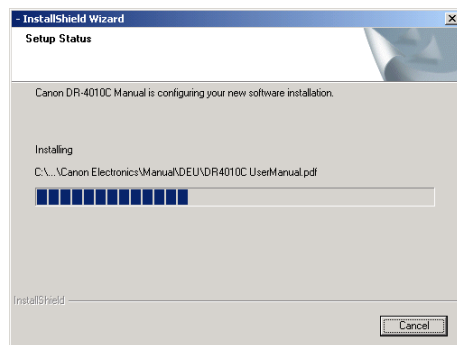 - InstallShield Wizard
Setup Status
Canon DR-4010C Manual is configuring your new software installation.
Installing
C:\...\Canon Electronics\Manual\DEU\DR4010C UserManual.pdf
InstallShield
Cancel